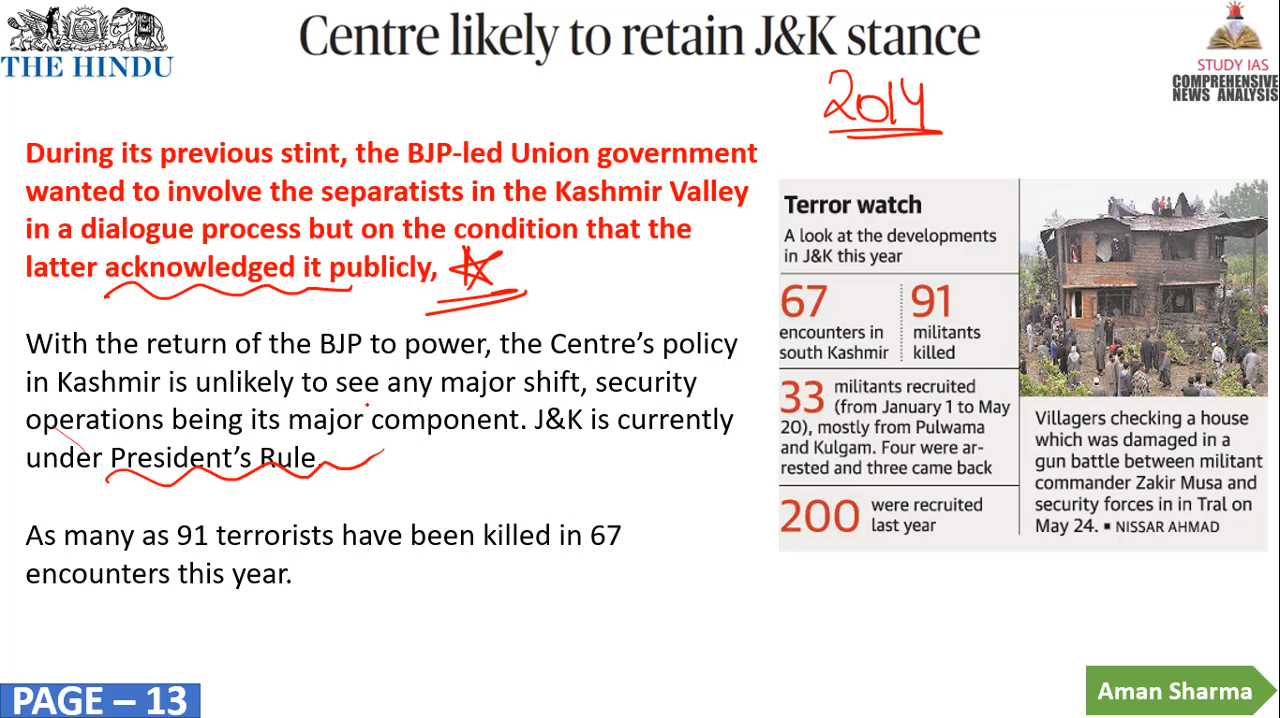 THE HINDU
Centre likely to retain J&K stance
STUDY IAS
COMPREHENSIVE
NEWS ANALYSIS
2014
During its previous stint, the BJP-led Union government
wanted to involve the separatists in the Kashmir Valley
in a dialogue process but on the condition that the
latter acknowledged it publicly,
With the return of the BJP to power, the Centre's policy
in Kashmir is unlikely to see any major shift, security
operations being its major component. J&K is currently
under President's Rule.
As many as 91 terrorists have been killed in 67
encounters this year.
Terror watch
A look at the developments
in J&K this year
67
encounters in
south Kashmir
91
militants
killed
33 militants recruited
(from January 1 to May
20), mostly from Pulwama
and Kulgam. Four were ar-
rested and three came back
200 were recruited
last year
Villagers checking a house
which was damaged in a
gun battle between militant
commander Zakir Musa and
security forces in in Tral on
May 24. ▪ NISSAR AHMAD
PAGE – 13
Aman Sharma